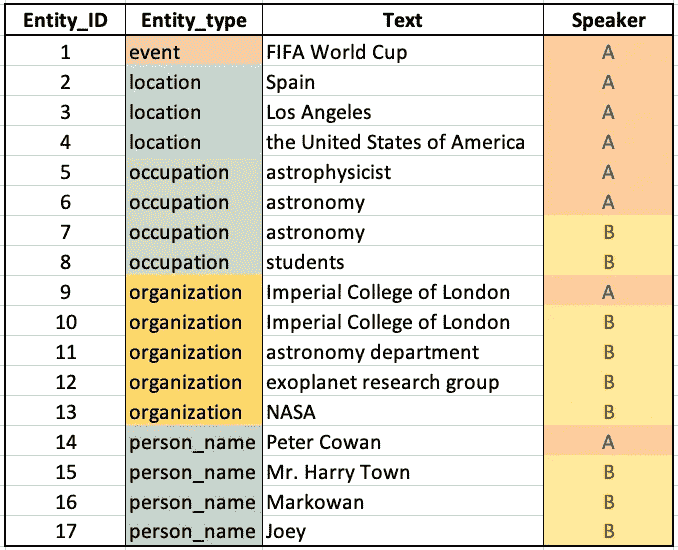 Entity_ID Entity_type Text Speaker
1 event FIFA World Cup A
2 location Spain A
3 location Los Angeles A
4 location the United States of America A
5 occupation astrophysicist A
6 occupation astronomy A
7 occupation astronomy B
8 occupation students B
9 organization Imperial College of London A
10 organization Imperial College of London B
11 organization astronomy department B
12 organization exoplanet research group B
13 organization NASA B
14 person_name Peter Cowan A
15 person_name Mr. Harry Town B
16 person_name Markowan B
17 person_name Joey B